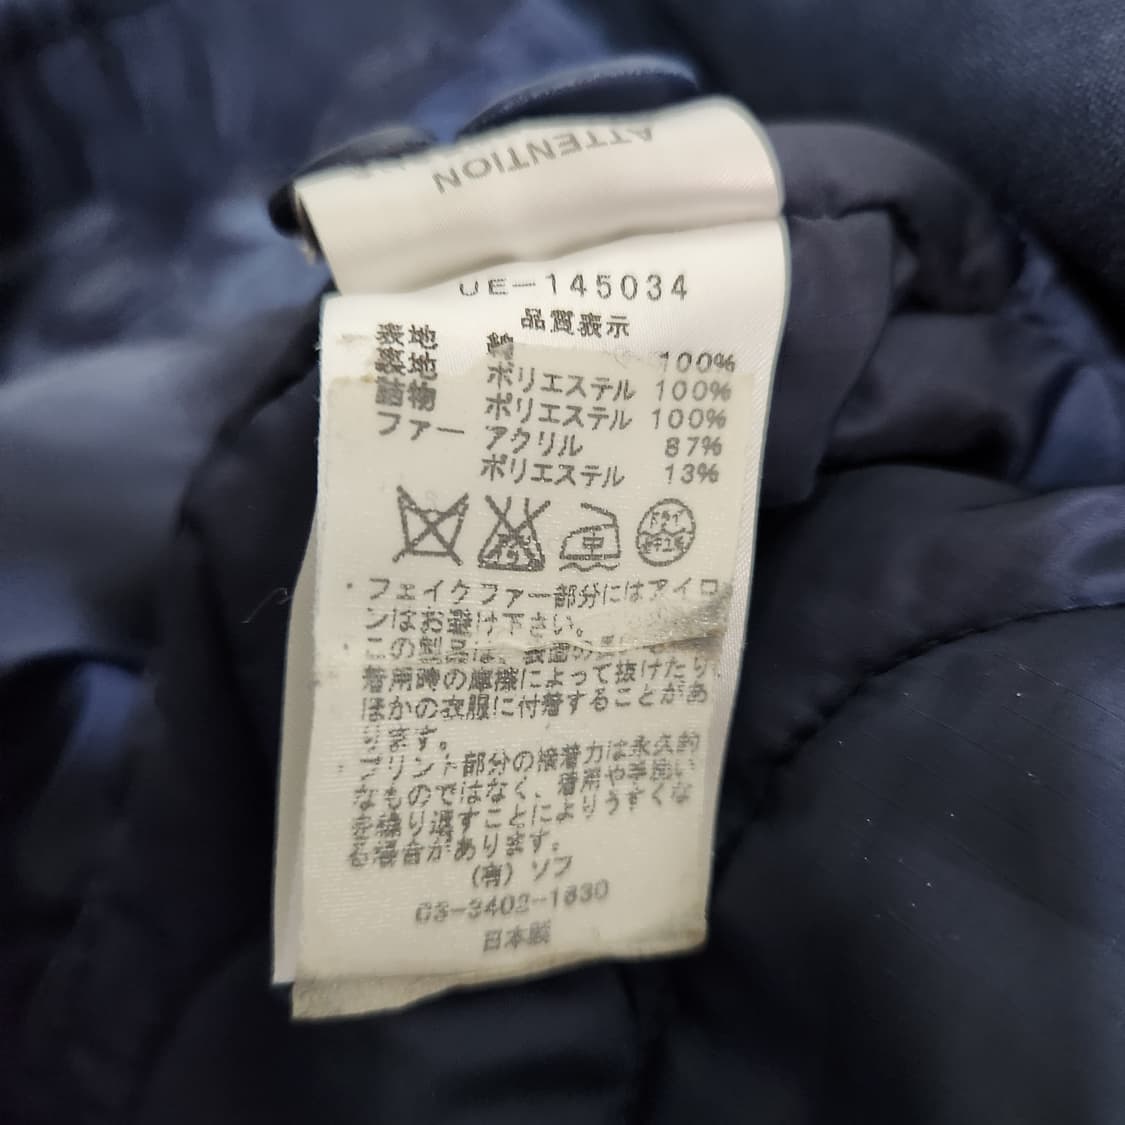 ATTENTION
UE-145034
品質表示
表地 綿 100%
裏地 ポリエステル 100%
詰物 ポリエステル 100%
ファー アクリル 87%
ポリエステル 13%
ドライ
・フェイクファー部分にはアイロ
ンはお避け下さい。
・この製品は、表面の
着用時の摩擦によって抜けたり、
ほかの衣服に付着することがあ
ります。
プリント部分の接着力は永久的
なものではなく、着用や手洗い
を繰り返すことによりうすくな
る場合があります。
(有) ソフ
03-3402-1830
日本製